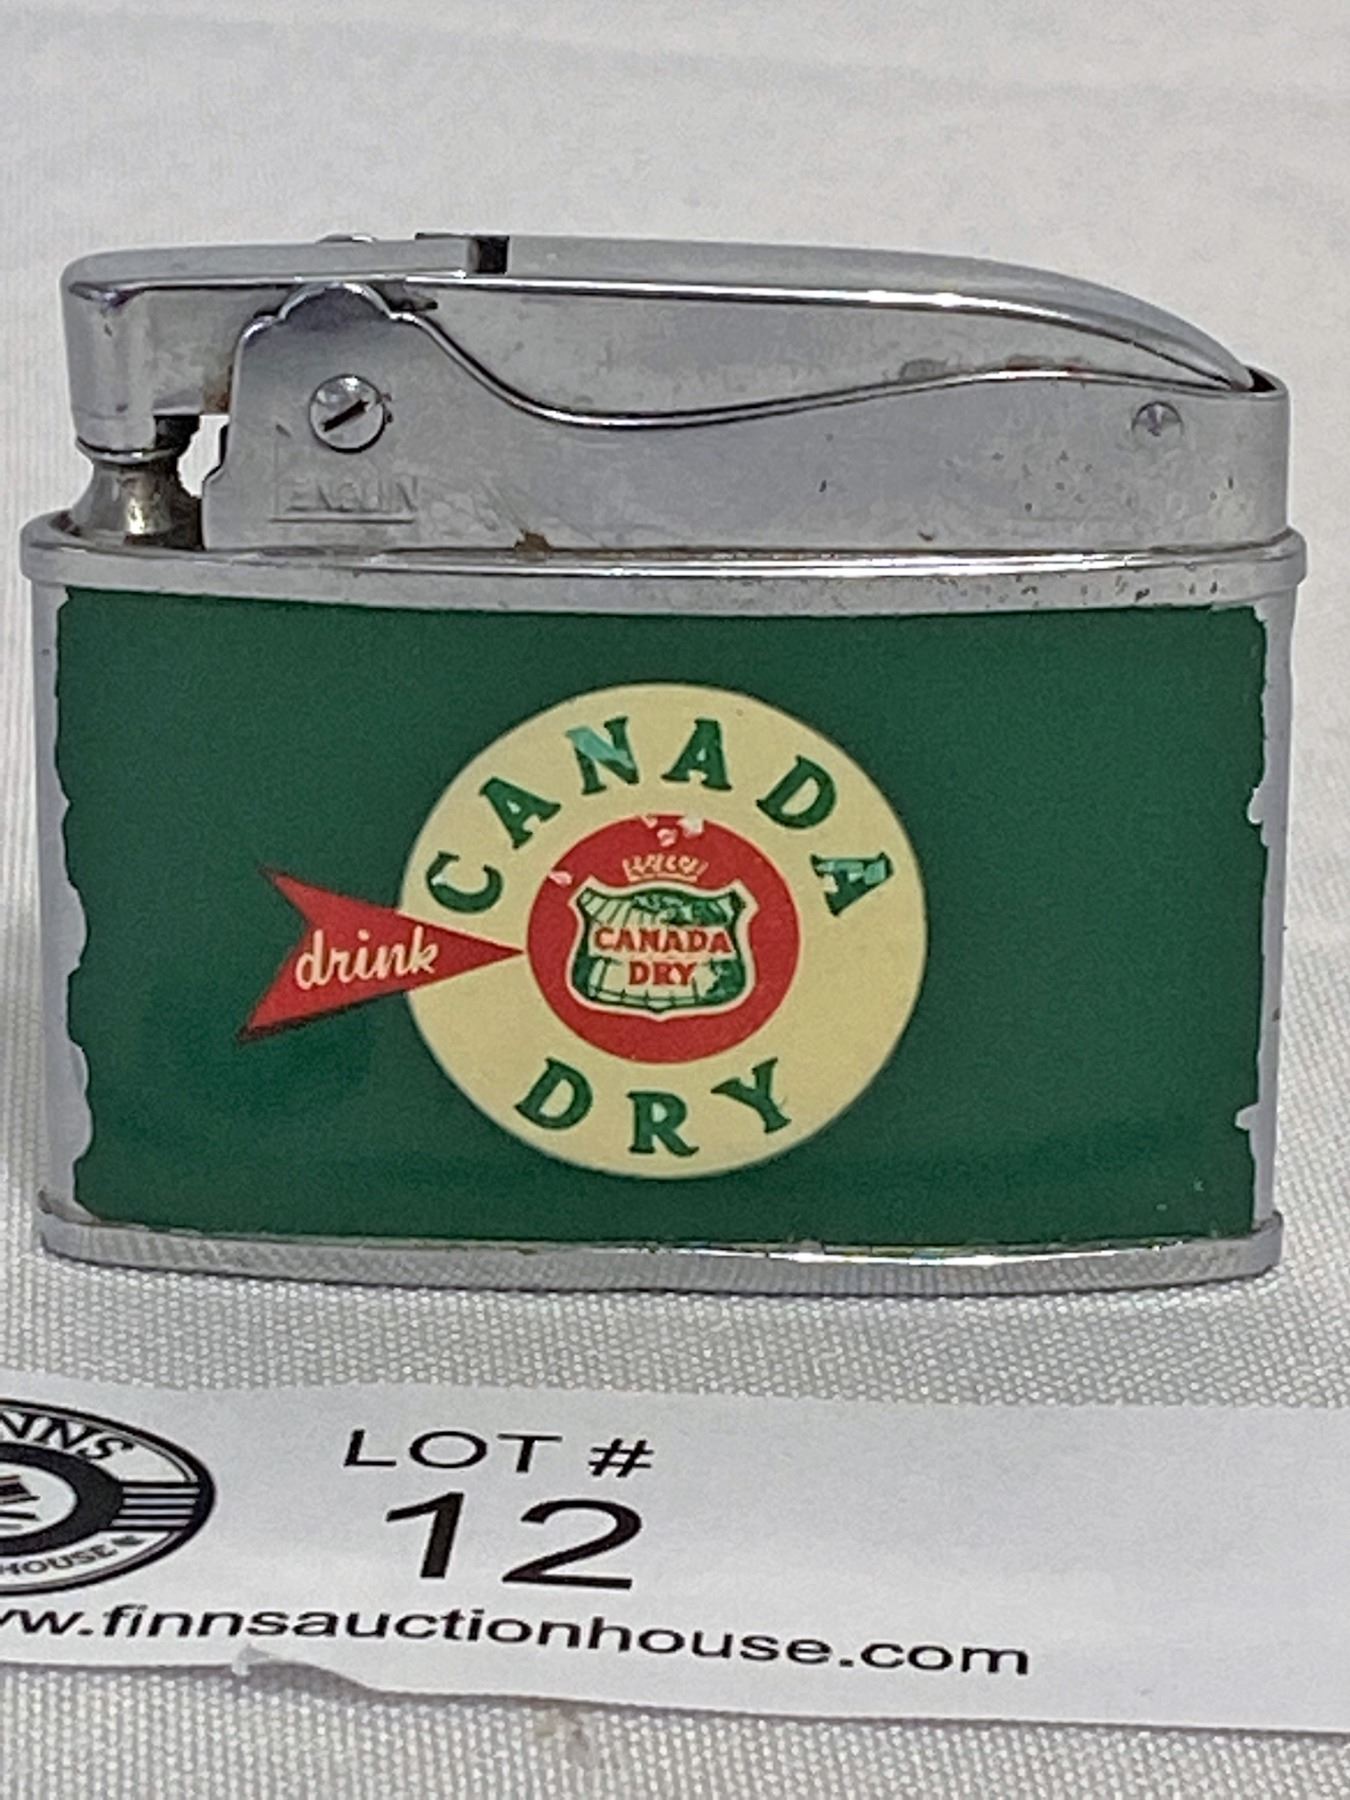 PENGUIN
CANADA
drink
CANADA
DRY
DRY
LOT #
12
www.finnsauctionhouse.com